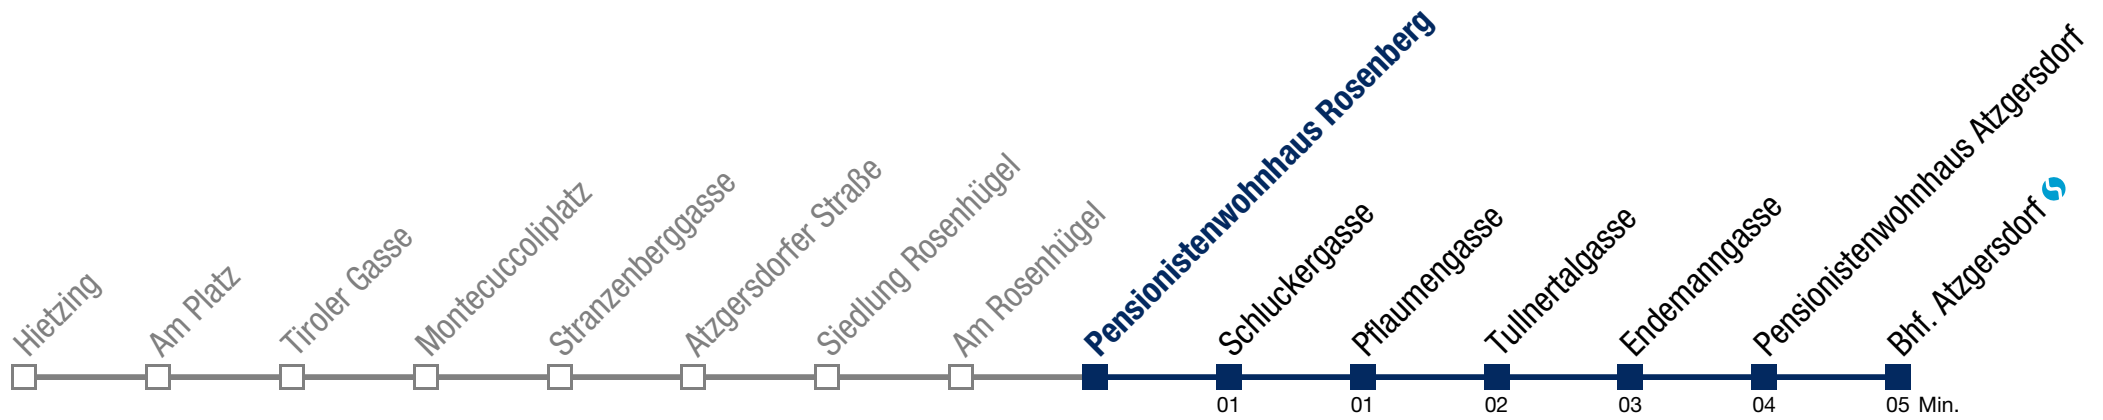 Hietzing
Am Platz
Tiroler Gasse
Montecuccoliplatz
Stranzenberggasse
Atzgersdorfer Straße
Siedlung Rosenhügel
Am Rosenhügel
Pensionistenwohnhaus Rosenberg
Schluckergasse
Pflaumengasse
Tullnertalgasse
Endemanngasse
Pensionistenwohnhaus Atzgersdorf
Bhf. Atzgersdorf
01 01 02 03 04 05 Min.